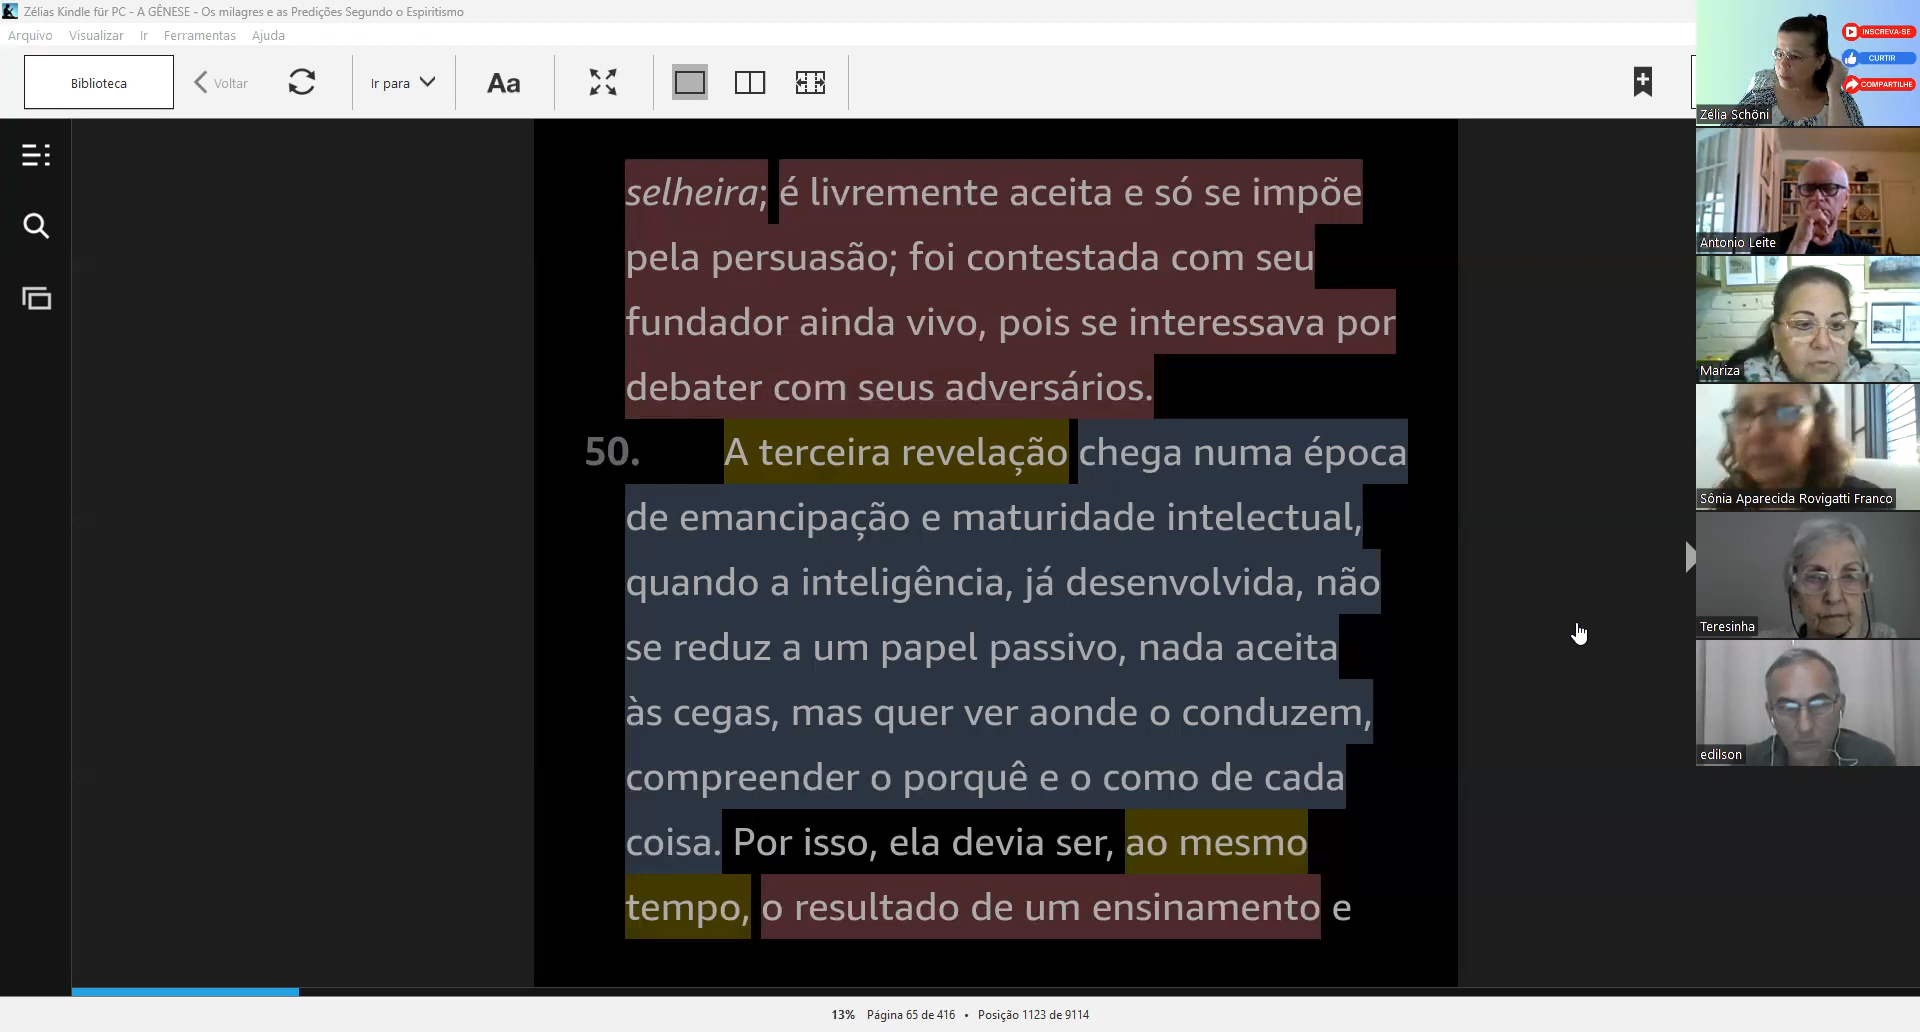 Zélias Kindle für PC - A GÊNESE - Os milagres e as Predições Segundo o Espiritismo
Arquivo Visualizar Ir Ferramentas Ajuda
Biblioteca Voltar Ir para Aa
selheira; é livremente aceita e só se impõe
pela persuasão; foi contestada com seu
fundador ainda vivo, pois se interessava por
debater com seus adversários.
50. A terceira revelação chega numa época
de emancipação e maturidade intelectual,
quando a inteligência, já desenvolvida, não
se reduz a um papel passivo, nada aceita
às cegas, mas quer ver aonde o conduzem,
compreender o porquê e o como de cada
coisa. Por isso, ela devia ser, ao mesmo
tempo, o resultado de um ensinamento e
13% Página 65 de 416 • Posição 1123 de 9114
INSCREVA-SE
CURTIR
COMPARTILHE
Zélia Schöni
Antonio Leite
Mariza
Sônia Aparecida Rovigatti Franco
Teresinha
edilson